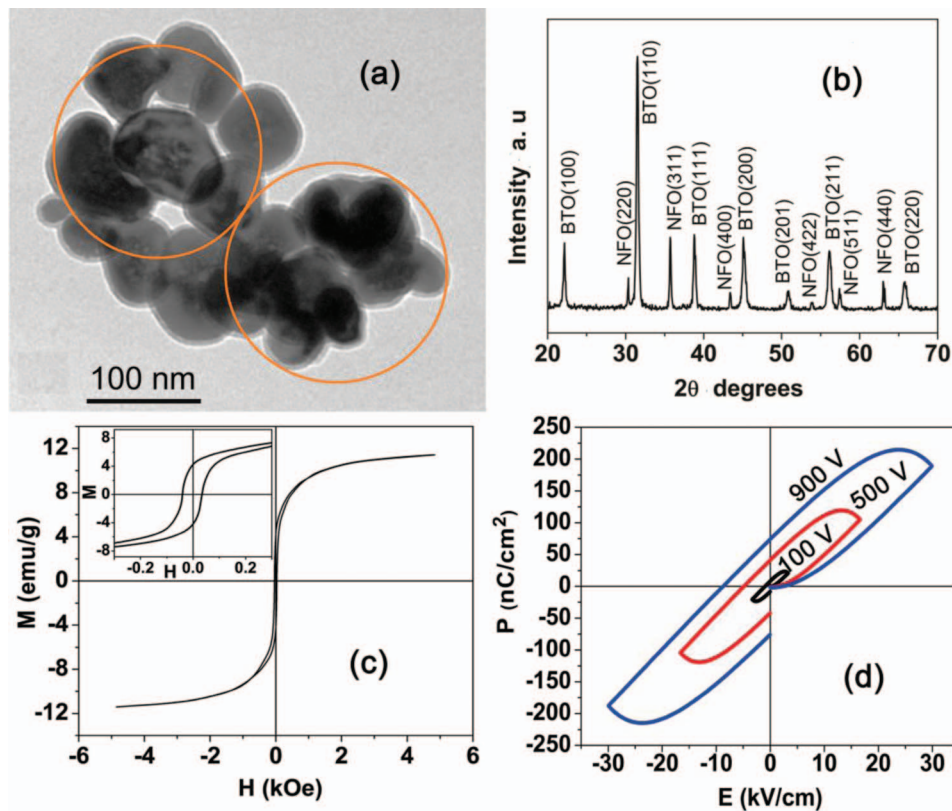 (a)
100 nm
(b)
Intensity a. u
BTO(100)
NFO(220)
BTO(110)
NFO(311)
BTO(111)
NFO(400)
BTO(200)
BTO(201)
NFO(422)
BTO(211)
NFO(511)
NFO(440)
BTO(220)
20 30 40 50 60 70
2θ degrees
(c)
M (emu/g)
12
8
4
0
-4
-8
-12
-6 -4 -2 0 2 4 6
H (kOe)
M
8
4
0
-4
-8
-0.2 0.0 0.2
H
(d)
P (nC/cm²)
250
200
150
100
50
0
-50
-100
-150
-200
-250
900 V
500 V
100 V
-30 -20 -10 0 10 20 30
E (kV/cm)